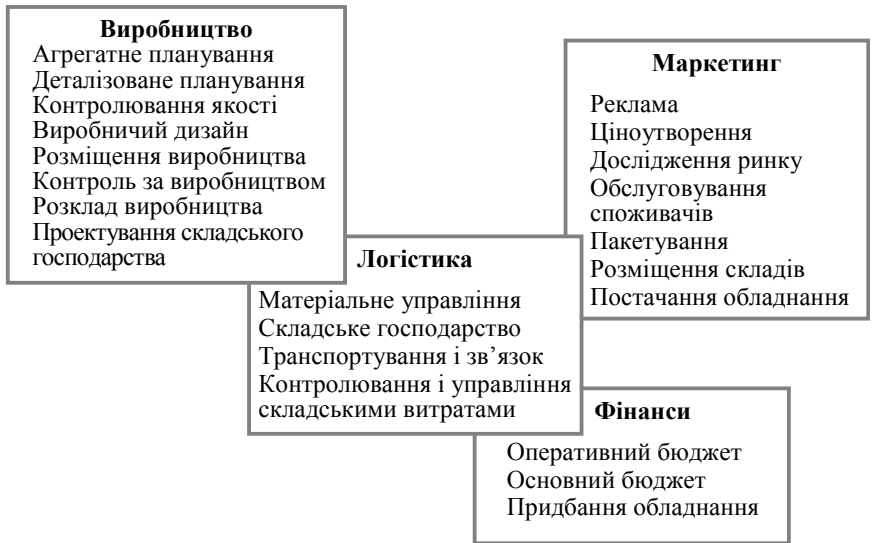 Виробництво
Агрегатне планування
Деталізоване планування
Контролювання якості
Виробничий дизайн
Розміщення виробництва
Контроль за виробництвом
Розклад виробництва
Проектування складського
господарства
Маркетинг
Реклама
Ціноутворення
Дослідження ринку
Обслуговування
споживачів
Пакетування
Розміщення складів
Постачання обладнання
Логістика
Матеріальне управління
Складське господарство
Транспортування і зв’язок
Контролювання і управління
складськими витратами
Фінанси
Оперативний бюджет
Основний бюджет
Придбання обладнання